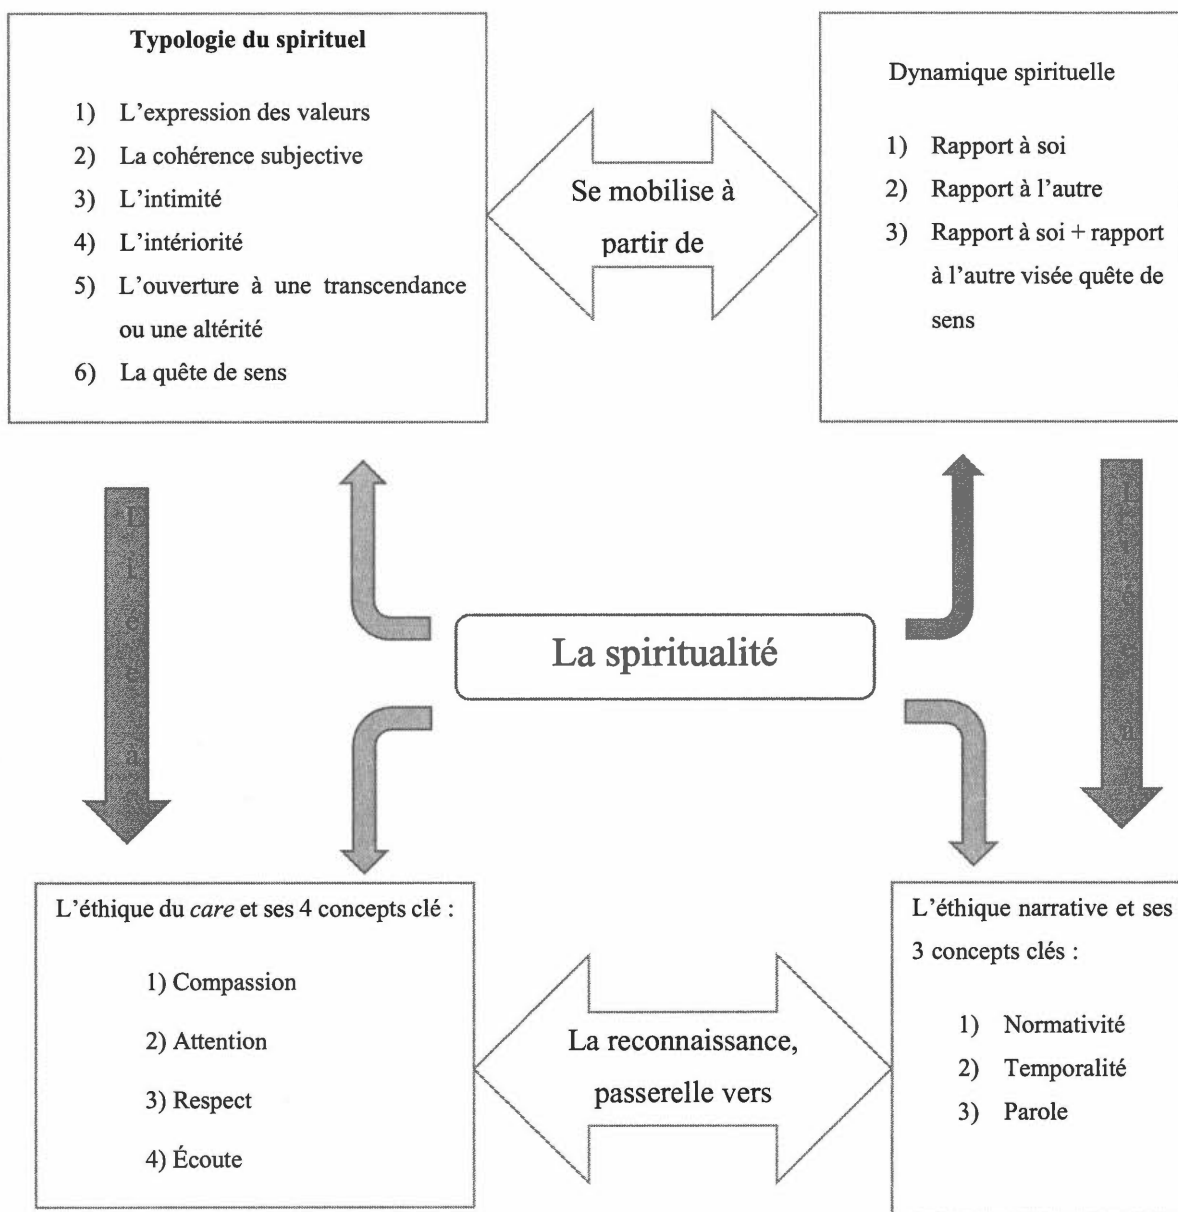 Typologie du spirituel
1) L'expression des valeurs
2) La cohérence subjective
3) L'intimité
4) L'intériorité
5) L'ouverture à une transcendance
ou une altérité
6) La quête de sens
Se mobilise à
partir de
Dynamique spirituelle
1) Rapport à soi
2) Rapport à l'autre
3) Rapport à soi + rapport
à l'autre visée quête de
sens
La spiritualité
L'éthique du care et ses 4 concepts clé :
1) Compassion
2) Attention
3) Respect
4) Écoute
La reconnaissance,
passerelle vers
L'éthique narrative et ses
3 concepts clés :
1) Normativité
2) Temporalité
3) Parole